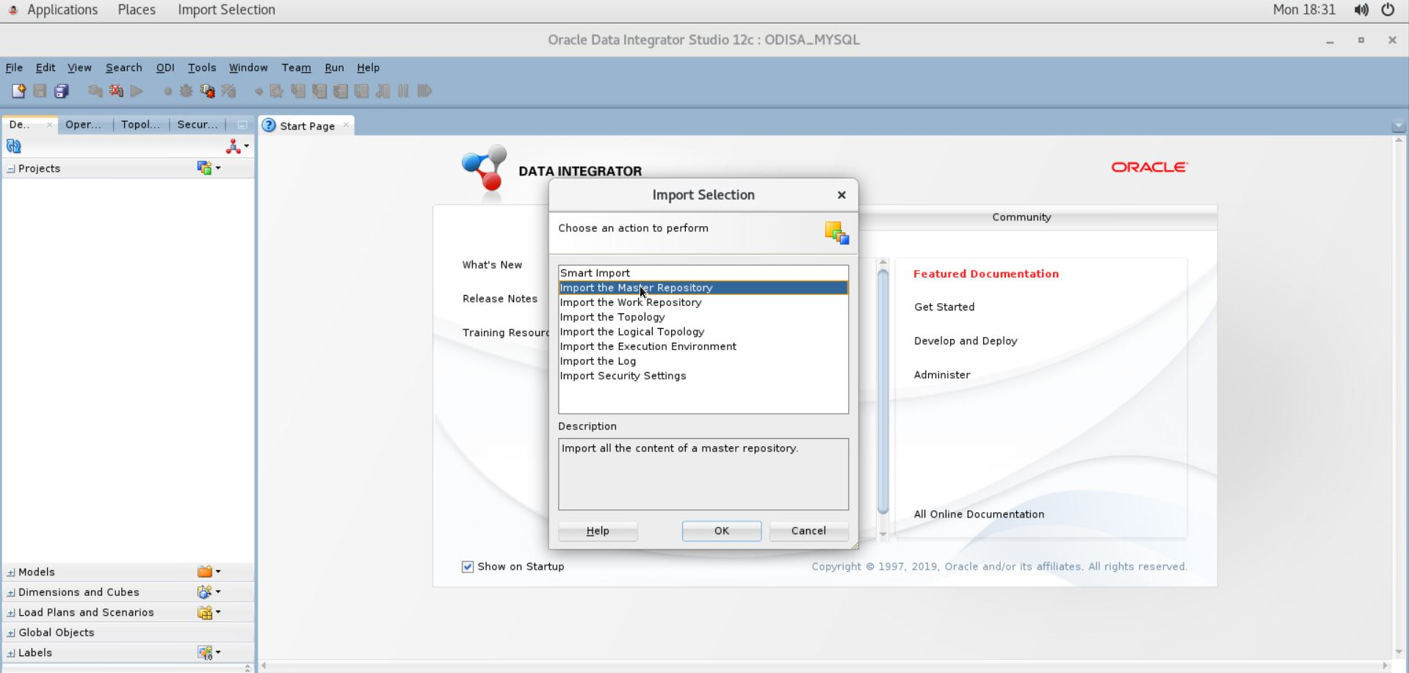 Applications Places Import Selection Mon 18:31
Oracle Data Integrator Studio 12c : ODISA_MYSQL
File Edit View Search ODI Tools Window Team Run Help
De.. Oper... Topol... Secur... Start Page
Projects
DATA INTEGRATOR
ORACLE
Import Selection
Community
Choose an action to perform
What's New
Release Notes
Training Resourc
Smart Import
Import the Master Repository
Import the Work Repository
Import the Topology
Import the Logical Topology
Import the Execution Environment
Import the Log
Import Security Settings
Description
Import all the content of a master repository.
Help OK Cancel
Featured Documentation
Get Started
Develop and Deploy
Administer
All Online Documentation
Show on Startup
Copyright © 1997, 2019, Oracle and/or its affiliates. All rights reserved.
Models
Dimensions and Cubes
Load Plans and Scenarios
Global Objects
Labels